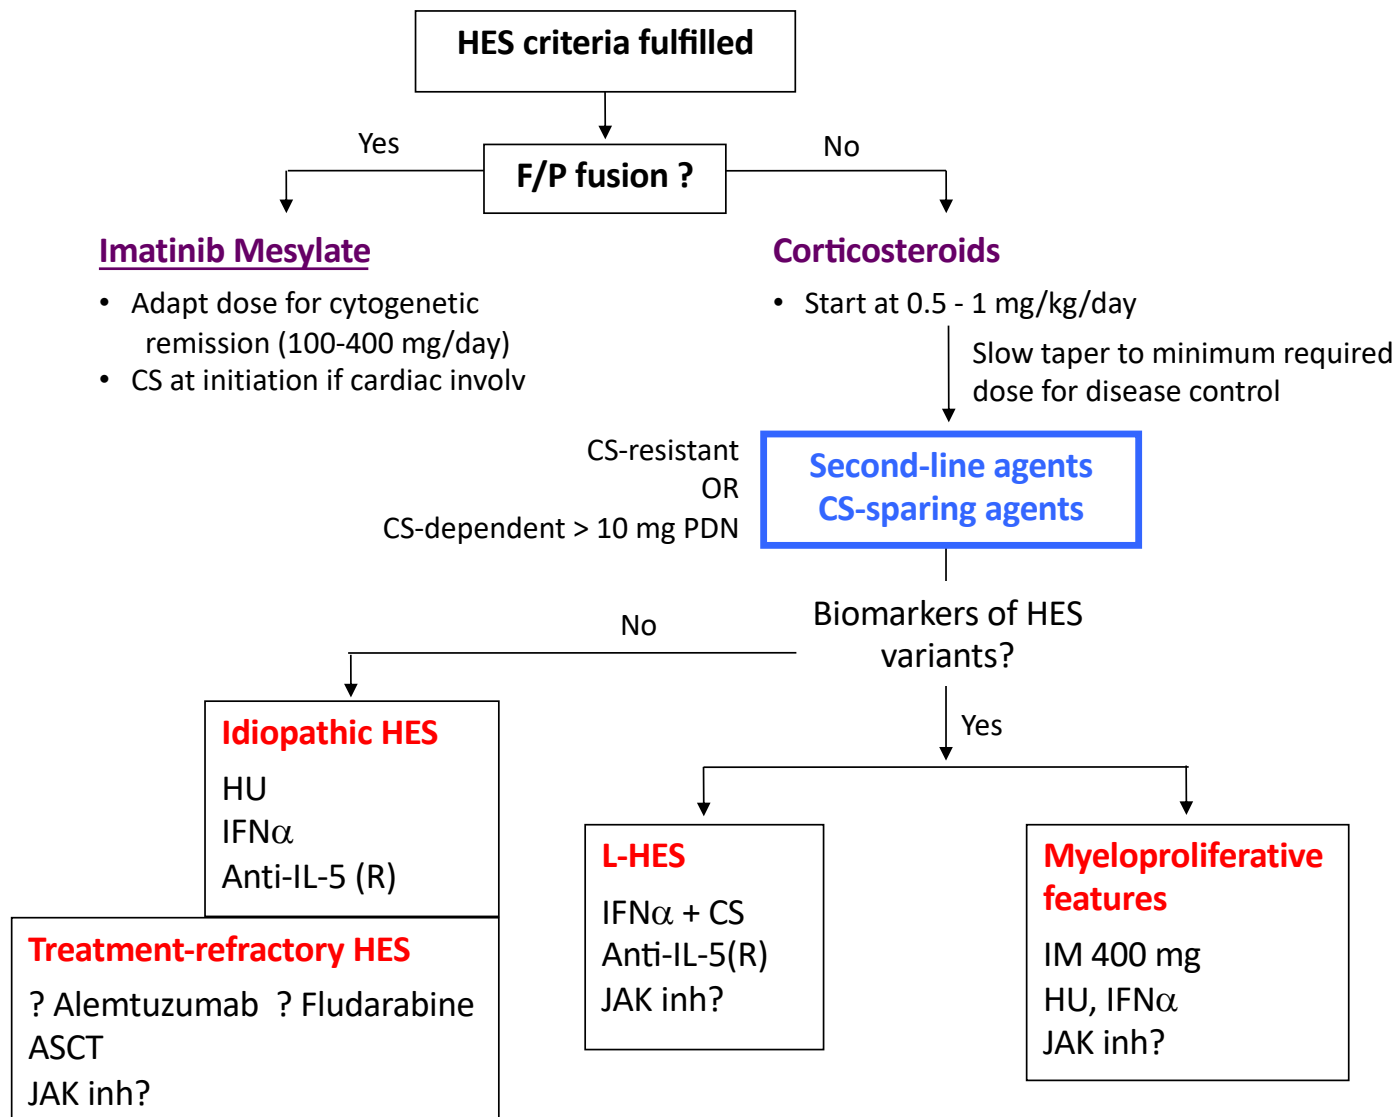 HES criteria fulfilled
Yes
No
F/P fusion ?
Imatinib Mesylate
• Adapt dose for cytogenetic
remission (100-400 mg/day)
• CS at initiation if cardiac involv
Corticosteroids
• Start at 0.5 - 1 mg/kg/day
Slow taper to minimum required
dose for disease control
CS-resistant
OR
CS-dependent > 10 mg PDN
Second-line agents
CS-sparing agents
Biomarkers of HES
variants?
No
Yes
Idiopathic HES
HU
IFNα
Anti-IL-5 (R)
Treatment-refractory HES
? Alemtuzumab ? Fludarabine
ASCT
JAK inh?
L-HES
IFNα + CS
Anti-IL-5(R)
JAK inh?
Myeloproliferative
features
IM 400 mg
HU, IFNα
JAK inh?